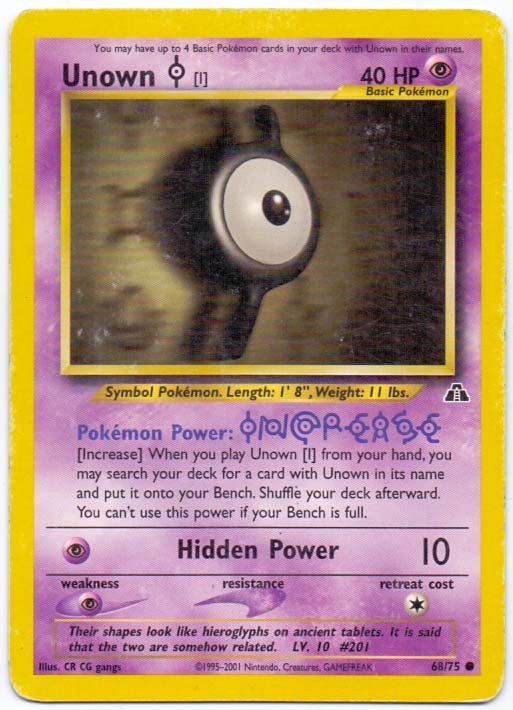 You may have up to 4 Basic Pokémon cards in your deck with Unown in their names.
Unown [I]
40 HP
Basic Pokémon
Symbol Pokémon. Length: 1' 8", Weight: 11 lbs.
Pokémon Power: INCREASE
[Increase] When you play Unown [I] from your hand, you
may search your deck for a card with Unown in its name
and put it onto your Bench. Shuffle your deck afterward.
You can't use this power if your Bench is full.
Hidden Power 10
weakness resistance retreat cost
Their shapes look like hieroglyphs on ancient tablets. It is said
that the two are somehow related. LV. 10 #201
Illus. CR CG gangs ©1995-2001 Nintendo, Creatures, GAMEFREAK 68/75